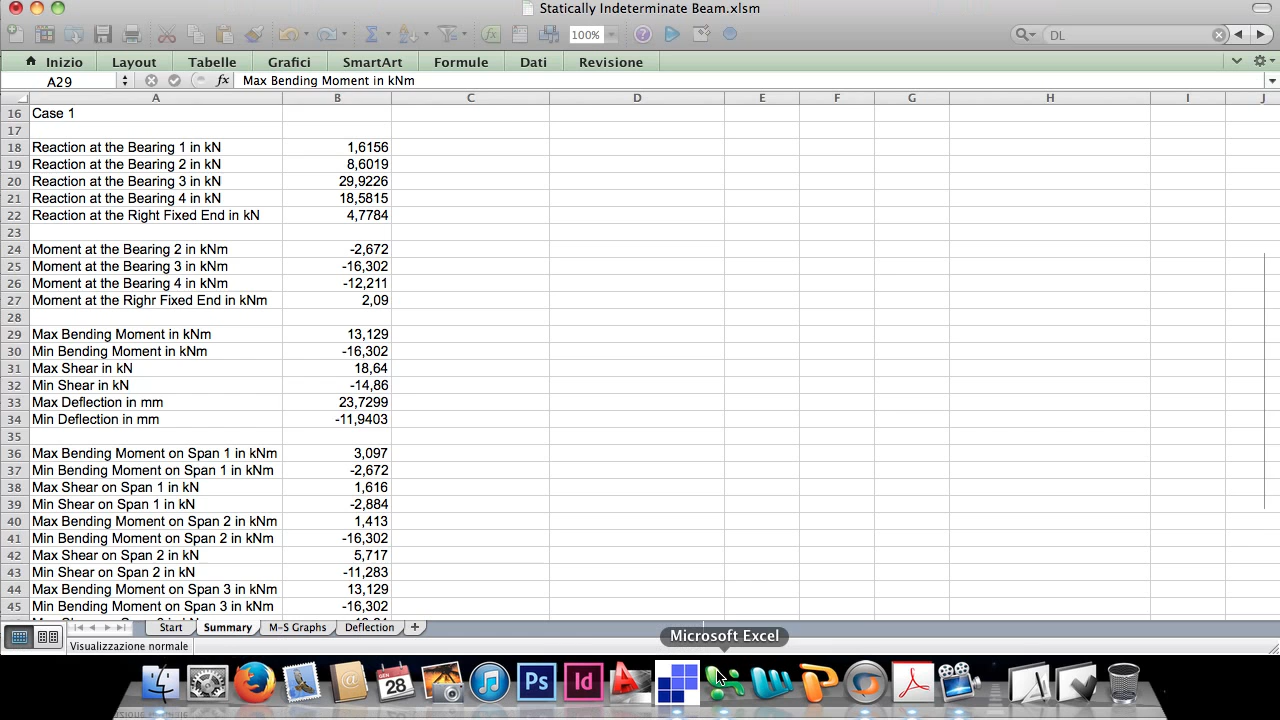 Statically Indeterminate Beam.xlsm
100%
DL
Inizio Layout Tabelle Grafici SmartArt Formule Dati Revisione
A29 fx Max Bending Moment in kNm
A B C D E F G H I J
16 Case 1
17
18 Reaction at the Bearing 1 in kN 1,6156
19 Reaction at the Bearing 2 in kN 8,6019
20 Reaction at the Bearing 3 in kN 29,9226
21 Reaction at the Bearing 4 in kN 18,5815
22 Reaction at the Right Fixed End in kN 4,7784
23
24 Moment at the Bearing 2 in kNm -2,672
25 Moment at the Bearing 3 in kNm -16,302
26 Moment at the Bearing 4 in kNm -12,211
27 Moment at the Righr Fixed End in kNm 2,09
28
29 Max Bending Moment in kNm 13,129
30 Min Bending Moment in kNm -16,302
31 Max Shear in kN 18,64
32 Min Shear in kN -14,86
33 Max Deflection in mm 23,7299
34 Min Deflection in mm -11,9403
35
36 Max Bending Moment on Span 1 in kNm 3,097
37 Min Bending Moment on Span 1 in kNm -2,672
38 Max Shear on Span 1 in kN 1,616
39 Min Shear on Span 1 in kN -2,884
40 Max Bending Moment on Span 2 in kNm 1,413
41 Min Bending Moment on Span 2 in kNm -16,302
42 Max Shear on Span 2 in kN 5,717
43 Min Shear on Span 2 in kN -11,283
44 Max Bending Moment on Span 3 in kNm 13,129
45 Min Bending Moment on Span 3 in kNm -16,302
Start Summary M-S Graphs Deflection +
Microsoft Excel
Visualizzazione normale
GEN
28
Ps Id